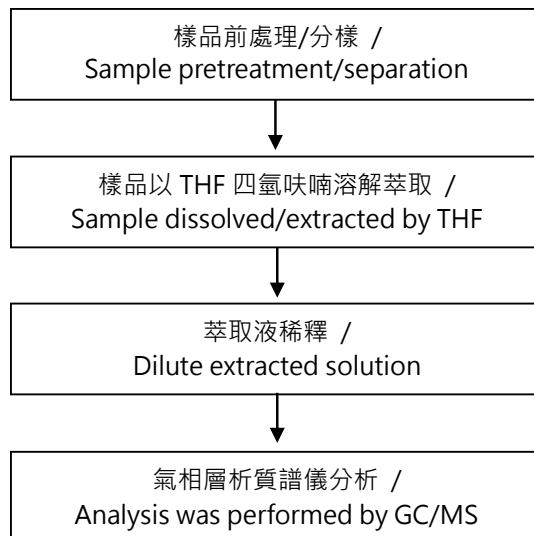 樣品前處理/分樣 /
Sample pretreatment/separation
樣品以 THF 四氫呋喃溶解萃取 /
Sample dissolved/extracted by THF
萃取液稀釋 /
Dilute extracted solution
氣相層析質譜儀分析 /
Analysis was performed by GC/MS